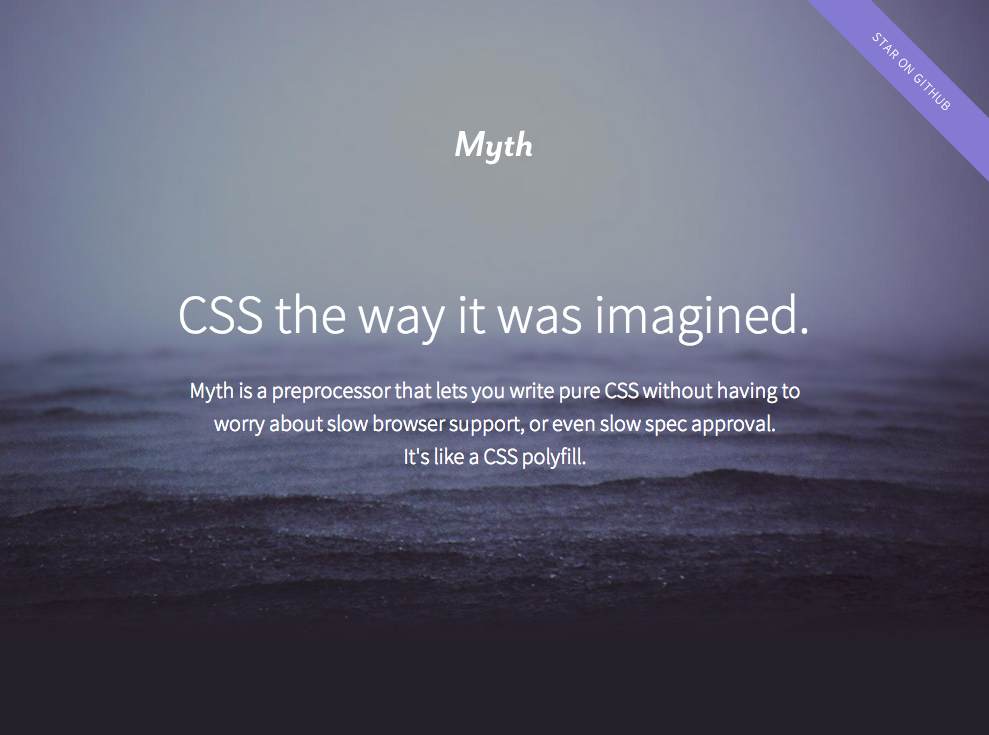 STAR ON GITHUB
Myth
CSS the way it was imagined.
Myth is a preprocessor that lets you write pure CSS without having to
worry about slow browser support, or even slow spec approval.
It's like a CSS polyfill.